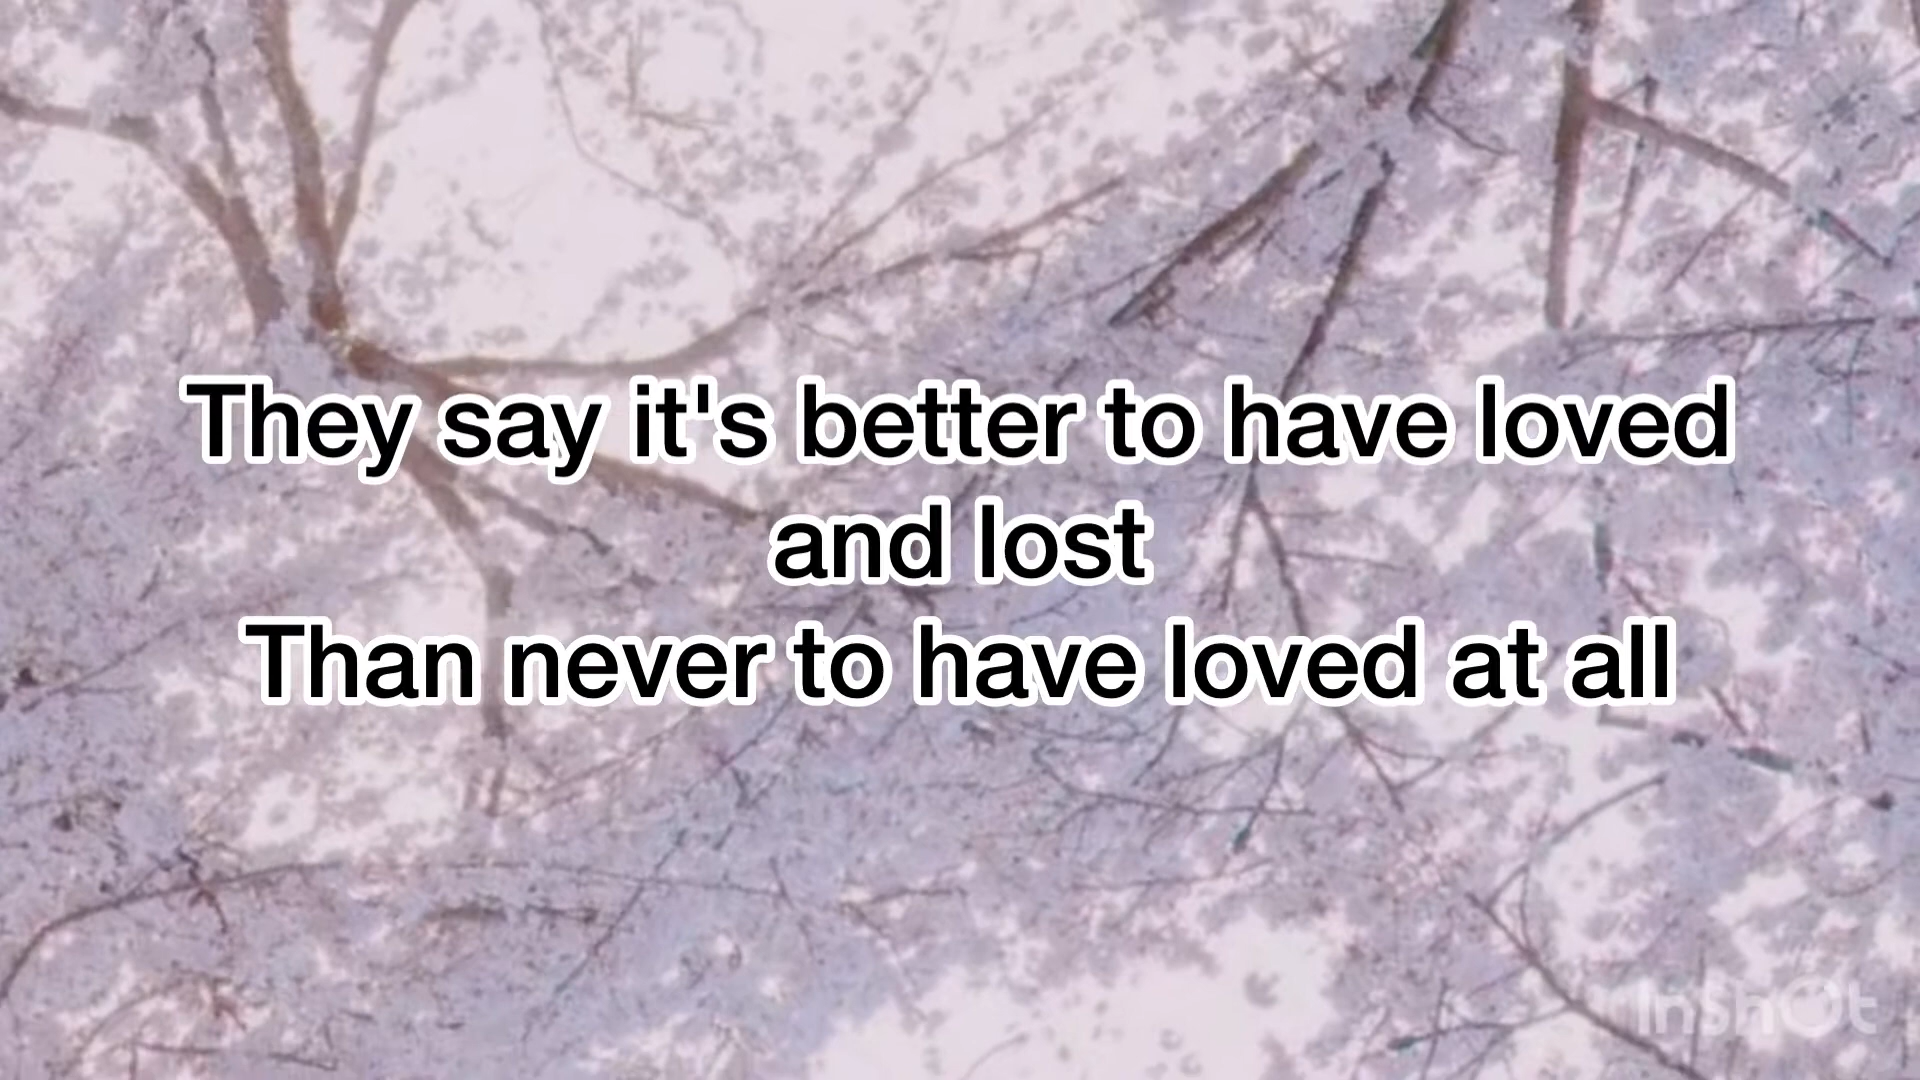 They say it's better to have loved
and lost
Than never to have loved at all
InShOt